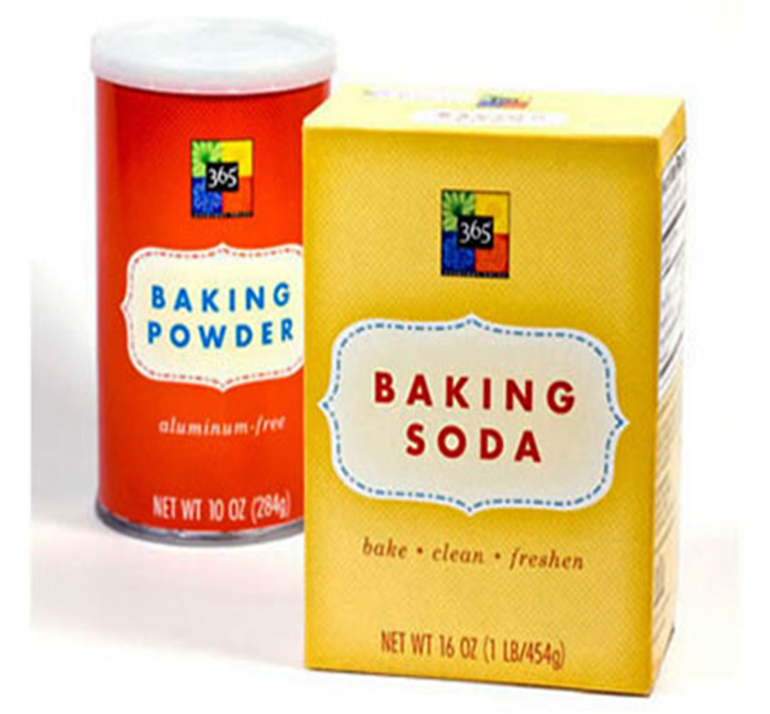 365
BAKING
POWDER
aluminum-free
NET WT 10 OZ (284g)
365
BAKING
SODA
bake • clean • freshen
NET WT 16 OZ (1 LB/454g)